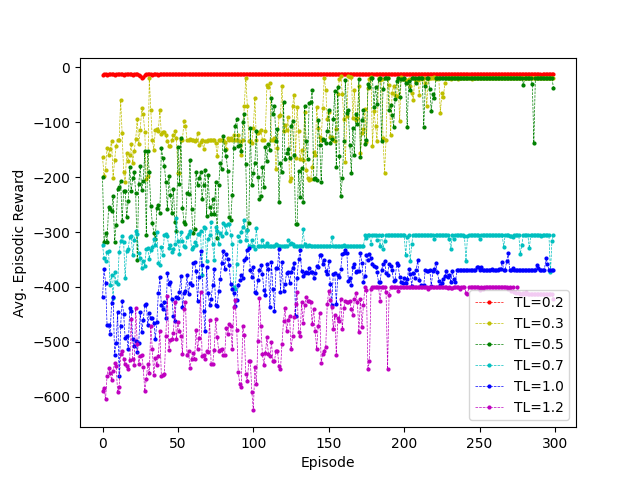 0
−100
−200
−300
−400
−500
−600
Avg. Episodic Reward
0
50
100
150
200
250
300
Episode
TL=0.2
TL=0.3
TL=0.5
TL=0.7
TL=1.0
TL=1.2